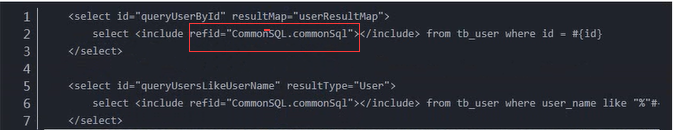 1 <select id="queryUserById" resultMap="userResultMap">
2 select <include refid="CommonSQL.commonSql"></include> from tb_user where id = #{id}
3 </select>
4
5 <select id="queryUsersLikeUserName" resultType="User">
6 select <include refid="CommonSQL.commonSql"></include> from tb_user where user_name like "%"#
7 </select>